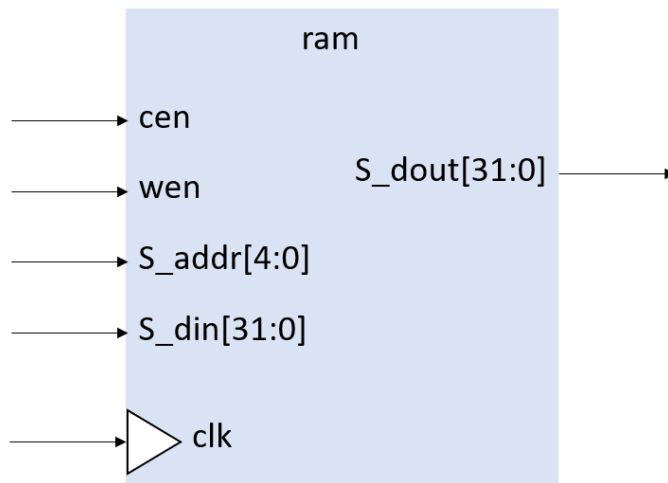 ram
cen
wen
S_dout[31:0]
S_addr[4:0]
S_din[31:0]
clk